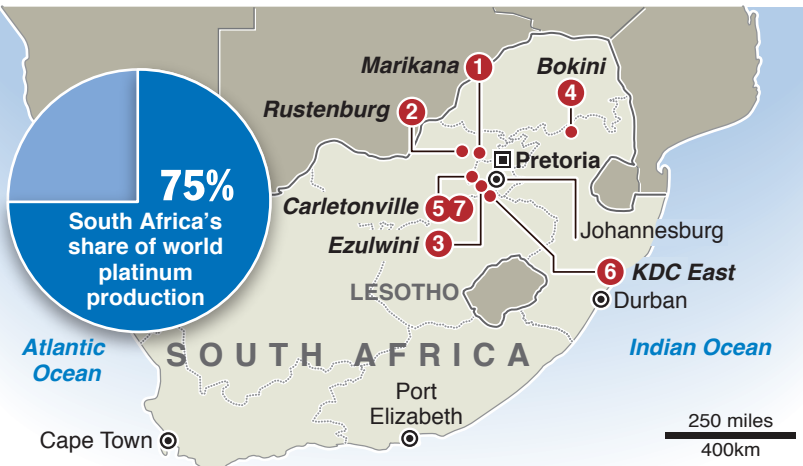 Marikana 1
Bokini
4
Rustenburg 2
Pretoria
75%
South Africa's
share of world
platinum
production
Carletonville 5 7
Johannesburg
Ezulwini 3
6 KDC East
LESOTHO
Durban
Atlantic
Ocean
SOUTH AFRICA
Indian Ocean
Port
Elizabeth
Cape Town
250 miles
400km